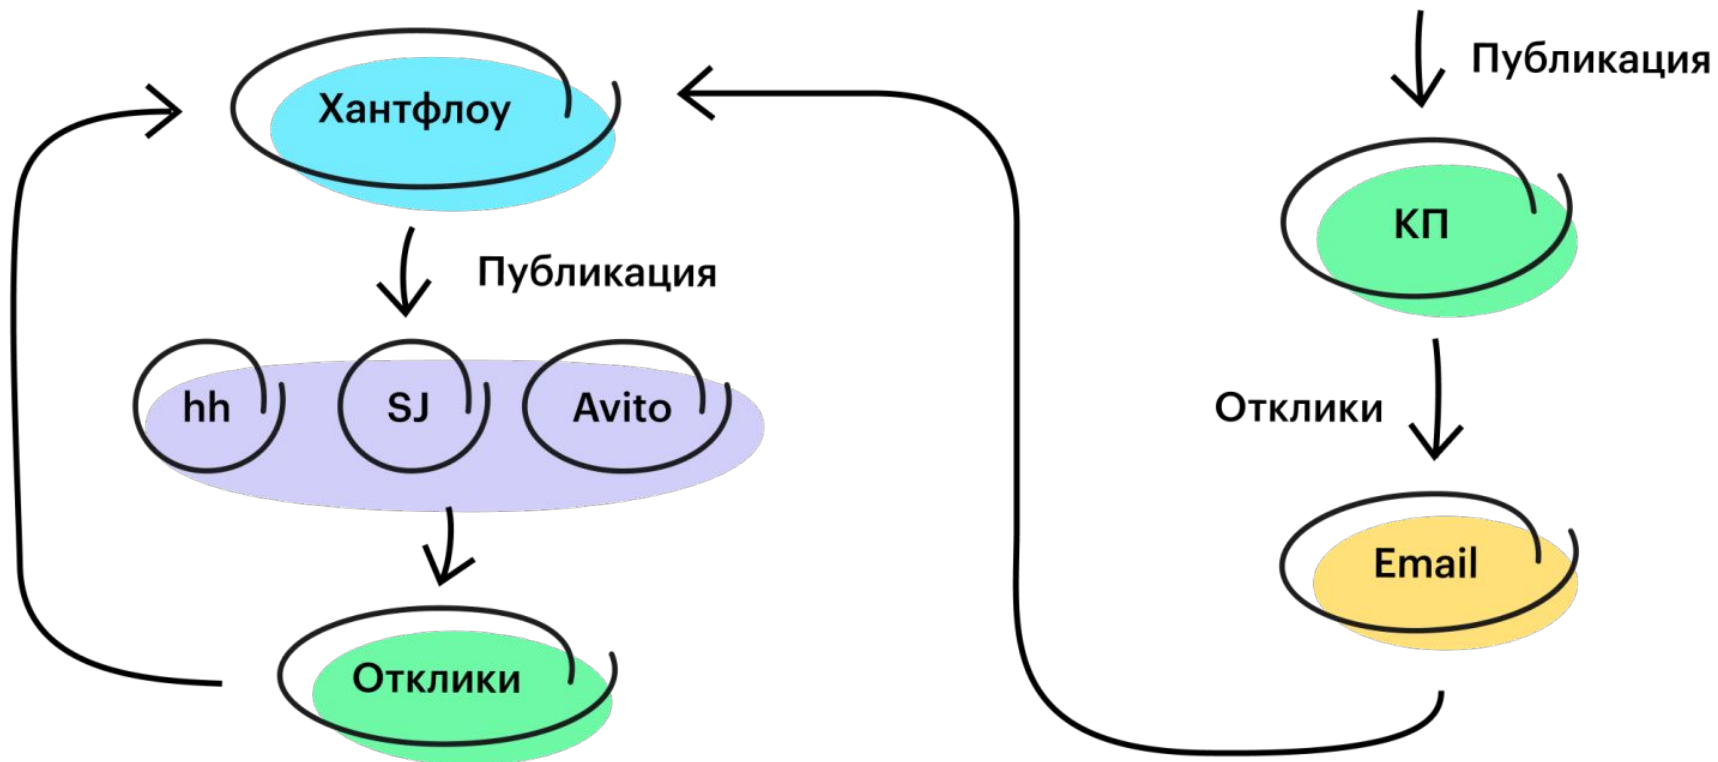 Хантфлоу
Публикация
hh
SJ
Avito
Отклики
Публикация
КП
Отклики
Email